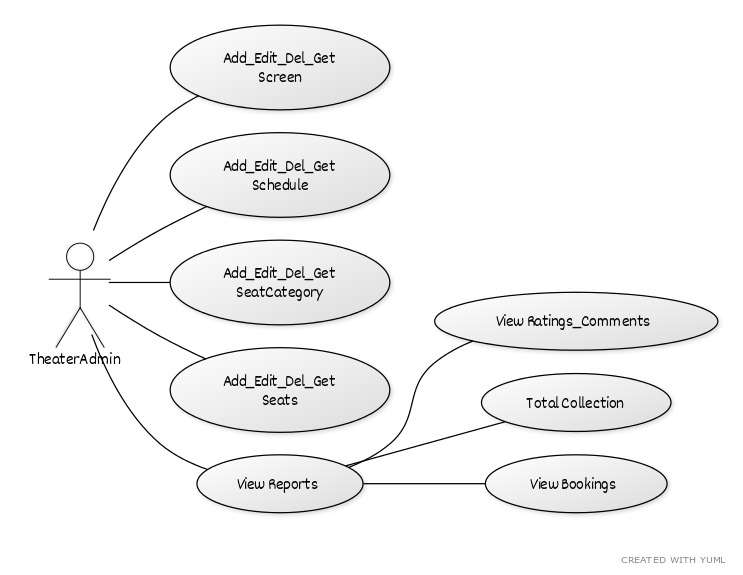 Add_Edit_Del_Get
Screen
Add_Edit_Del_Get
Schedule
Add_Edit_Del_Get
SeatCategory
View Ratings_Comments
TheaterAdmin
Add_Edit_Del_Get
Seats
Total Collection
View Reports
View Bookings
CREATED WITH YUML